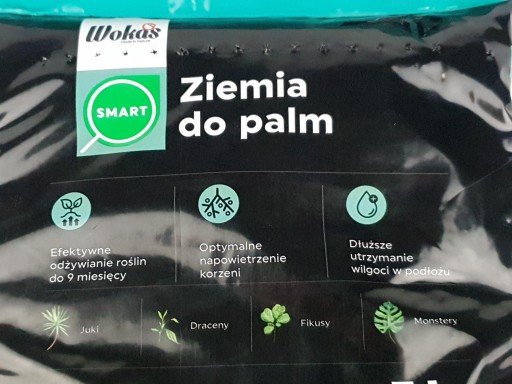 Wokas
SMART
Ziemia
do palm
Efektywne
odżywianie roślin
do 9 miesięcy
Optymalne
napowietrzenie
korzeni
Dłuższe
utrzymanie
wilgoci w podłożu
Juki
Draceny
Fikusy
Monstery